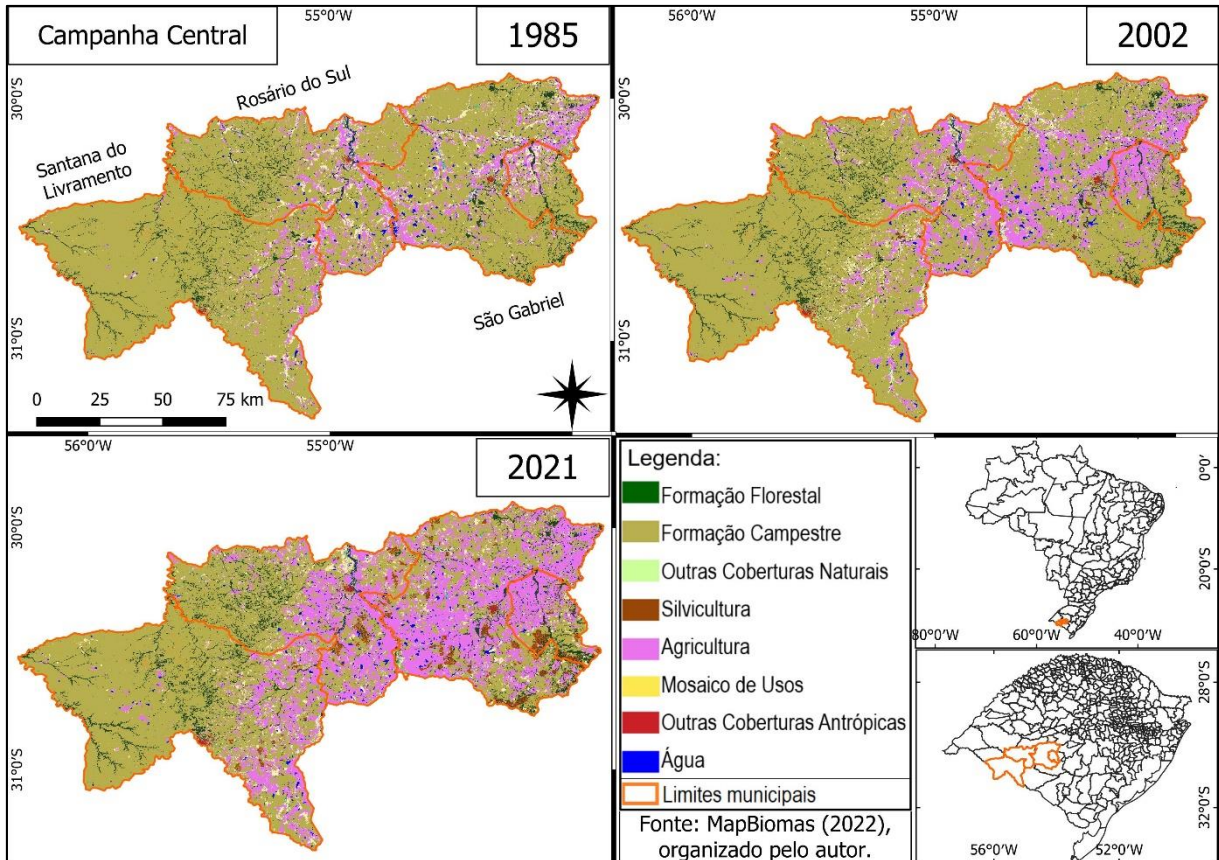 55°0'W
56°0'W
55°0'W
Campanha Central
1985
2002
30°0'S
30°0'S
Rosário do Sul
Santana do
Livramento
São Gabriel
31°0'S
31°0'S
0 25 50 75 km
56°0'W
55°0'W
2021
30°0'S
31°0'S
Legenda:
Formação Florestal
Formação Campestre
Outras Coberturas Naturais
Silvicultura
Agricultura
Mosaico de Usos
Outras Coberturas Antrópicas
Água
Limites municipais
Fonte: MapBiomas (2022),
organizado pelo autor.
0°0'
20°0'S
80°0'W 60°0'W 40°0'W
28°0'S
32°0'S
56°0'W 52°0'W